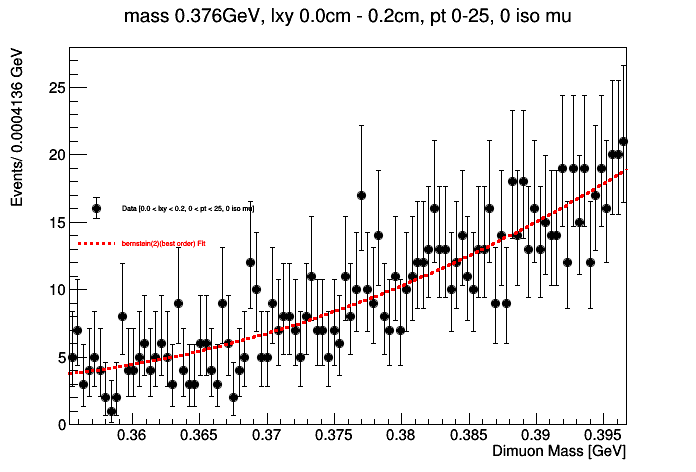 mass 0.376GeV, lxy 0.0cm - 0.2cm, pt 0-25, 0 iso mu
Events/ 0.0004136 GeV
25
20
15
10
5
0
Data [0.0 < lxy < 0.2, 0 < pt < 25, 0 iso mu]
bernstein(2)(best order) Fit
0.36 0.365 0.37 0.375 0.38 0.385 0.39 0.395
Dimuon Mass [GeV]